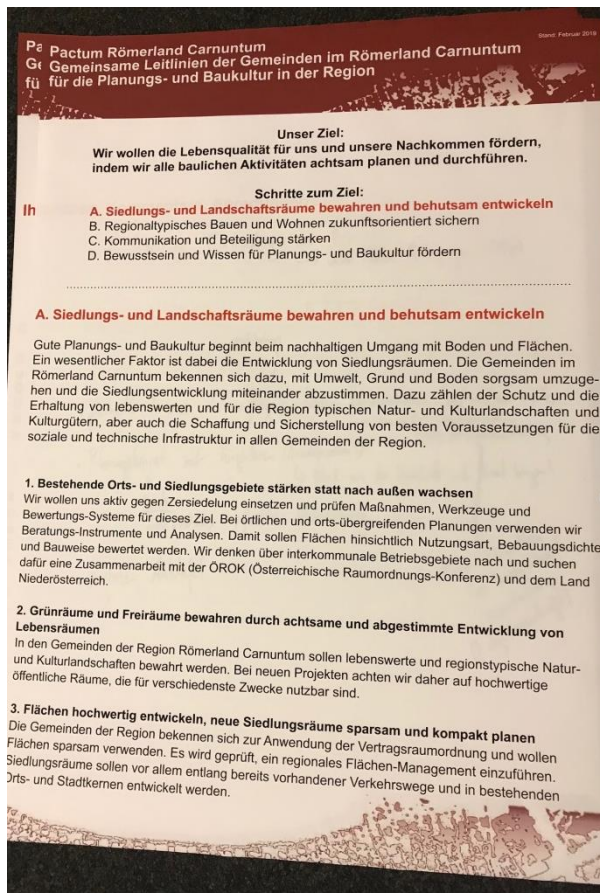 Stand: Februar 2019
Pa
Ge
fü
Pactum Römerland Carnuntum
Gemeinsame Leitlinien der Gemeinden im Römerland Carnuntum
für die Planungs- und Baukultur in der Region
Unser Ziel:
Wir wollen die Lebensqualität für uns und unsere Nachkommen fördern,
indem wir alle baulichen Aktivitäten achtsam planen und durchführen.
Schritte zum Ziel:
Ih
A. Siedlungs- und Landschaftsräume bewahren und behutsam entwickeln
B. Regionaltypisches Bauen und Wohnen zukunftsorientiert sichern
C. Kommunikation und Beteiligung stärken
D. Bewusstsein und Wissen für Planungs- und Baukultur fördern
A. Siedlungs- und Landschaftsräume bewahren und behutsam entwickeln
Gute Planungs- und Baukultur beginnt beim nachhaltigen Umgang mit Boden und Flächen.
Ein wesentlicher Faktor ist dabei die Entwicklung von Siedlungsräumen. Die Gemeinden im
Römerland Carnuntum bekennen sich dazu, mit Umwelt, Grund und Boden sorgsam umzuge-
hen und die Siedlungsentwicklung miteinander abzustimmen. Dazu zählen der Schutz und die
Erhaltung von lebenswerten und für die Region typischen Natur- und Kulturlandschaften und
Kulturgütern, aber auch die Schaffung und Sicherstellung von besten Voraussetzungen für die
soziale und technische Infrastruktur in allen Gemeinden der Region.
1. Bestehende Orts- und Siedlungsgebiete stärken statt nach außen wachsen
Wir wollen uns aktiv gegen Zersiedelung einsetzen und prüfen Maßnahmen, Werkzeuge und
Bewertungs-Systeme für dieses Ziel. Bei örtlichen und orts-übergreifenden Planungen verwenden wir
Beratungs-Instrumente und Analysen. Damit sollen Flächen hinsichtlich Nutzungsart, Bebauungsdichte
und Bauweise bewertet werden. Wir denken über interkommunale Betriebsgebiete nach und suchen
dafür eine Zusammenarbeit mit der ÖROK (Österreichische Raumordnungs-Konferenz) und dem Land
Niederösterreich.
2. Grünräume und Freiräume bewahren durch achtsame und abgestimmte Entwicklung von
Lebensräumen
In den Gemeinden der Region Römerland Carnuntum sollen lebenswerte und regionstypische Natur-
und Kulturlandschaften bewahrt werden. Bei neuen Projekten achten wir daher auf hochwertige
öffentliche Räume, die für verschiedenste Zwecke nutzbar sind.
3. Flächen hochwertig entwickeln, neue Siedlungsräume sparsam und kompakt planen
Die Gemeinden der Region bekennen sich zur Anwendung der Vertragsraumordnung und wollen
Flächen sparsam verwenden. Es wird geprüft, ein regionales Flächen-Management einzuführen.
Siedlungsräume sollen vor allem entlang bereits vorhandener Verkehrswege und in bestehenden
Orts- und Stadtkernen entwickelt werden.